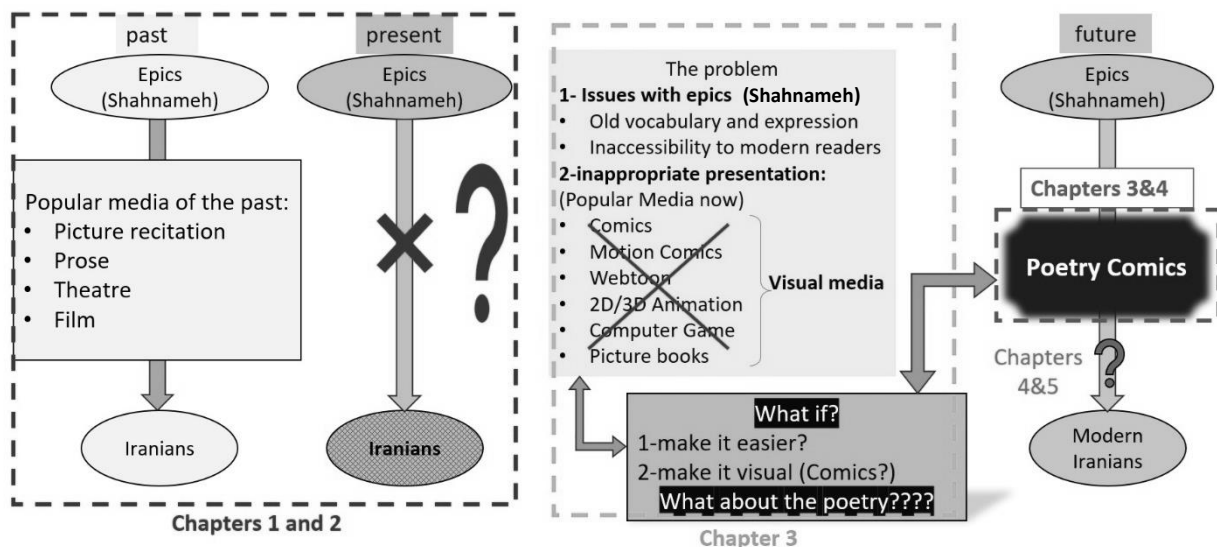 past
Epics
(Shahnameh)
Popular media of the past:
• Picture recitation
• Prose
• Theatre
• Film
Iranians
present
Epics
(Shahnameh)
?
Iranians
Chapters 1 and 2
The problem
1- Issues with epics (Shahnameh)
• Old vocabulary and expression
• Inaccessibility to modern readers
2-inappropriate presentation:
(Popular Media now)
• Comics
• Motion Comics
• Webtoon
• 2D/3D Animation
• Computer Game
• Picture books
Visual media
What if?
1-make it easier?
2-make it visual (Comics?)
What about the poetry????
Chapter 3
future
Epics
(Shahnameh)
Chapters 3&4
Poetry Comics
Chapters
4&5
?
Modern
Iranians